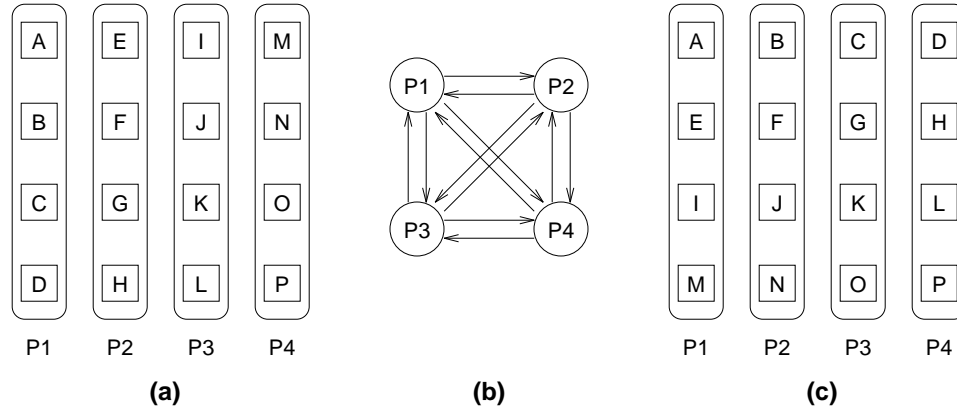 A E I M
B F J N
C G K O
D H L P
P1 P2 P3 P4
(a)
P1 P2
P3 P4
(b)
A B C D
E F G H
I J K L
M N O P
P1 P2 P3 P4
(c)